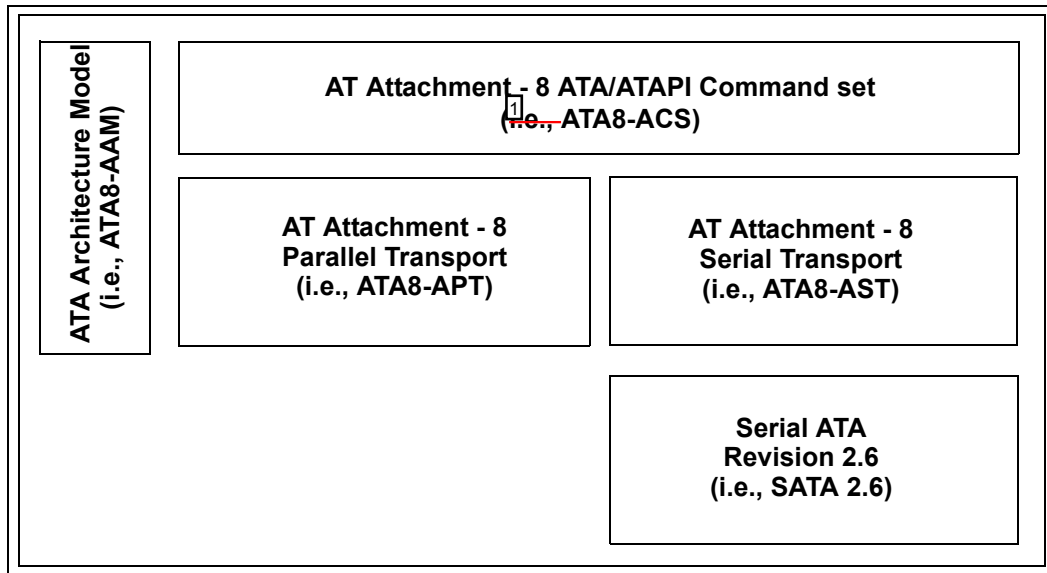 ATA Architecture Model
(i.e., ATA8-AAM)
AT Attachment - 8 ATA/ATAPI Command set
1
(i.e., ATA8-ACS)
AT Attachment - 8
Parallel Transport
(i.e., ATA8-APT)
AT Attachment - 8
Serial Transport
(i.e., ATA8-AST)
Serial ATA
Revision 2.6
(i.e., SATA 2.6)